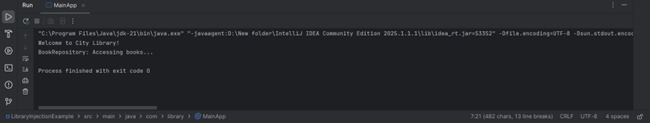 Run MainApp
"C:\Program Files\Java\jdk-21\bin\java.exe" "-javaagent:D:\New folder\IntelliJ IDEA Community Edition 2025.1.1.1\lib\idea_rt.jar=53352" -Dfile.encoding=UTF-8 -Dsun.stdout.encod
Welcome to City Library!
BookRepository: Accessing books...
Process finished with exit code 0
LibraryInjectionExample > src > main > java > com > library > MainApp 7:21 (482 chars, 13 line breaks) CRLF UTF-8 4 spaces